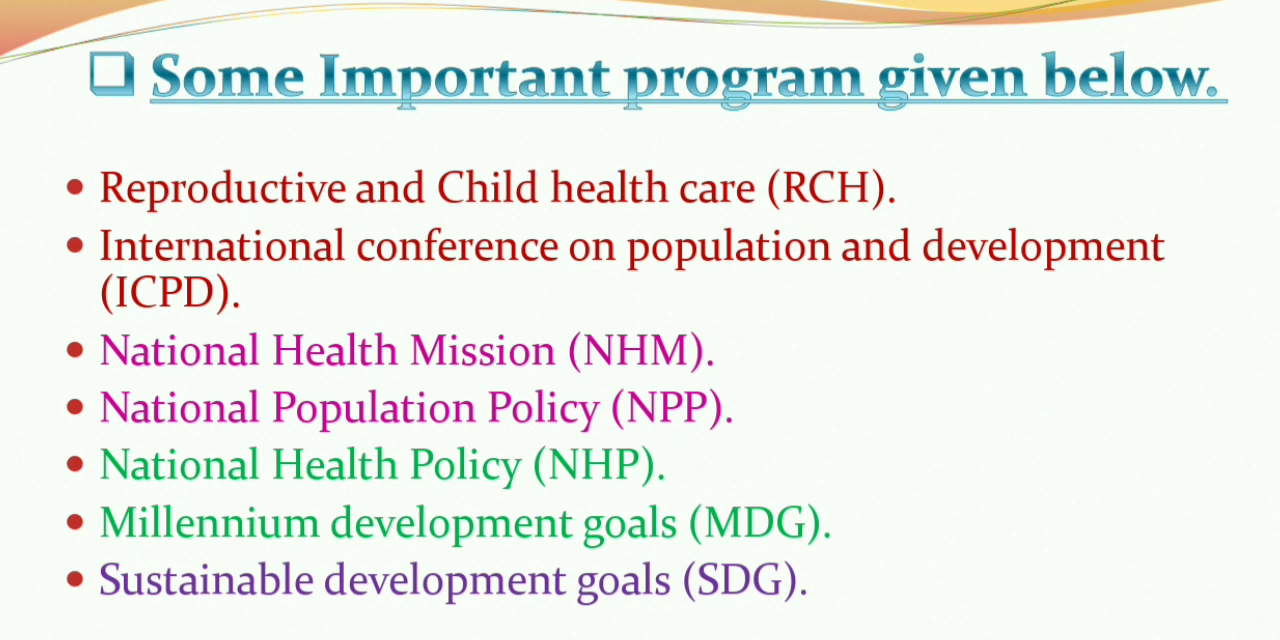 ❑ Some Important program given below.
• Reproductive and Child health care (RCH).
• International conference on population and development
(ICPD).
• National Health Mission (NHM).
• National Population Policy (NPP).
• National Health Policy (NHP).
• Millennium development goals (MDG).
• Sustainable development goals (SDG).